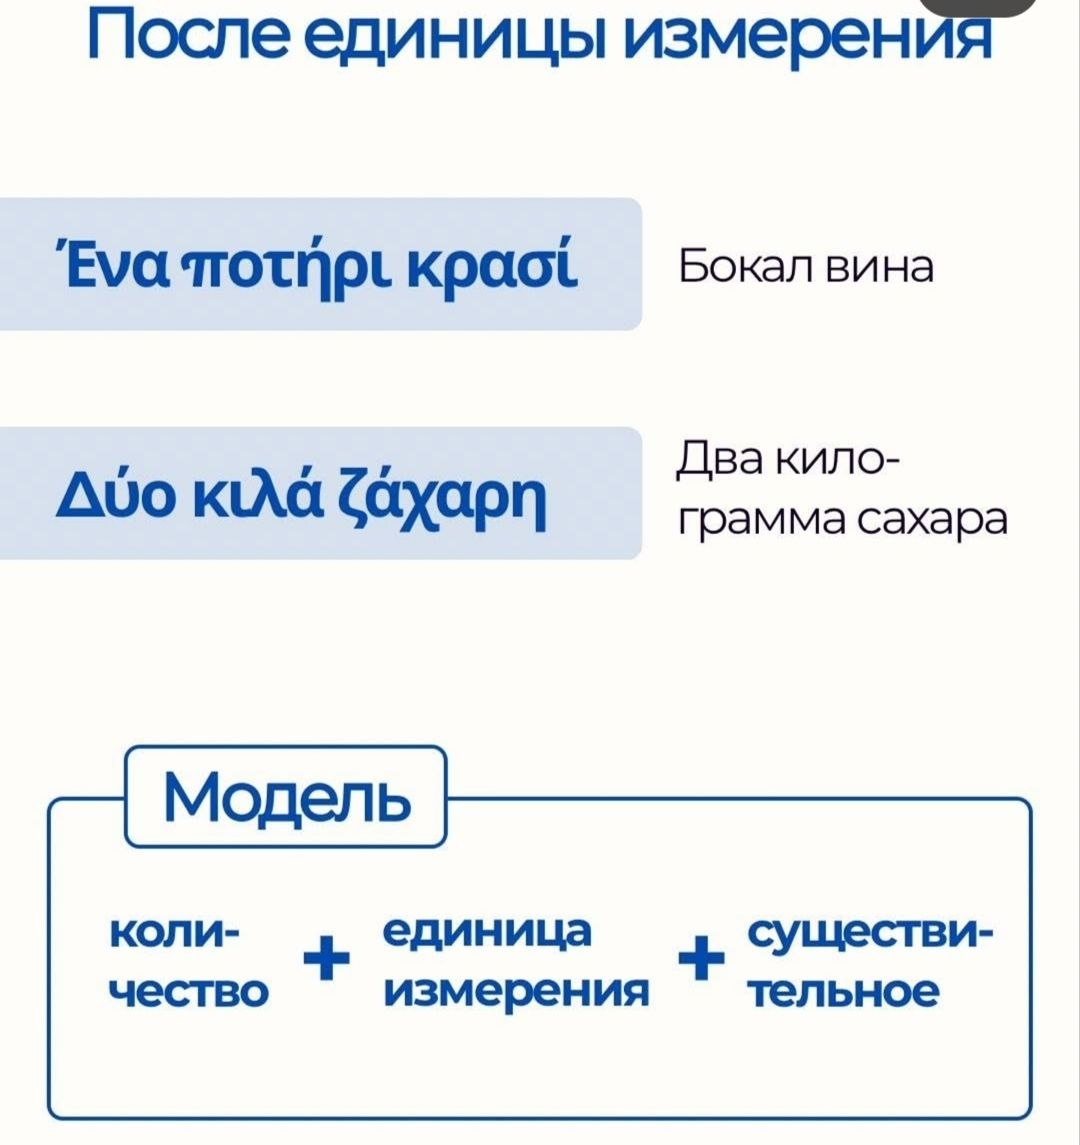 После единицы измерения
Ένα ποτήρι κρασί
Бокал вина
Δύο κιλά ζάχαρη
Два кило-
грамма сахара
Модель
коли-
чество
+
единица
измерения
+
существи-
тельное